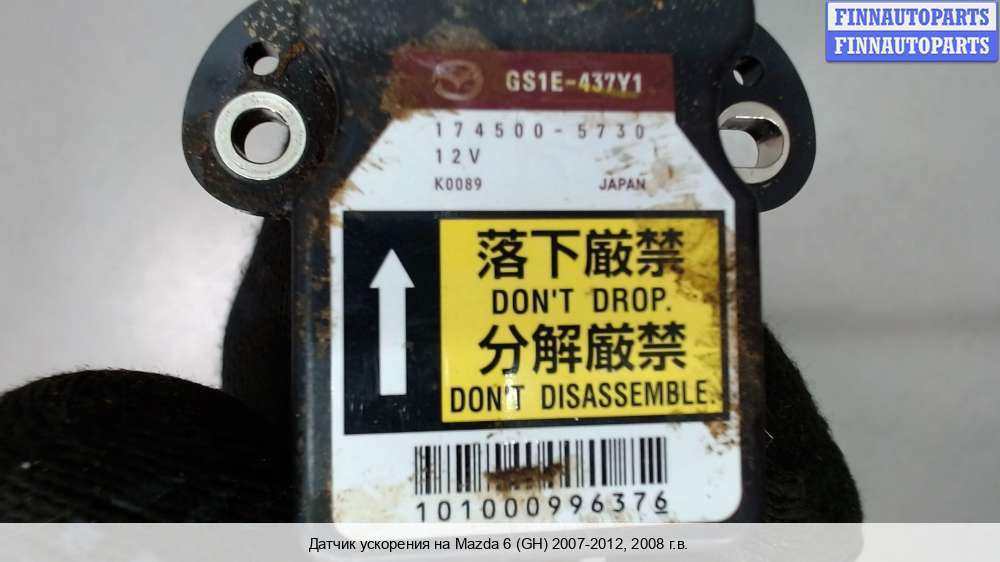 FINNAUTOPARTS
FINNAUTOPARTS
GS1E-437Y1
174500-5730
12V
K0089 JAPAN
落下厳禁
DON'T DROP.
分解厳禁
DON'T DISASSEMBLE.
101000996376
Датчик ускорения на Mazda 6 (GH) 2007-2012, 2008 г.в.